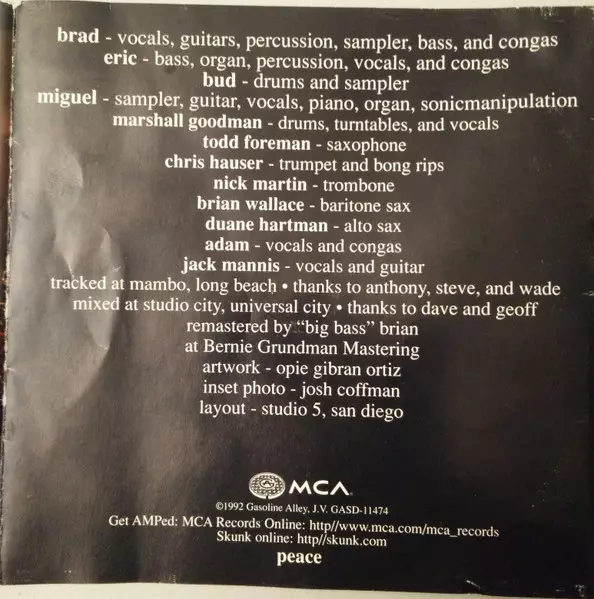 brad - vocals, guitars, percussion, sampler, bass, and congas
eric - bass, organ, percussion, vocals, and congas
bud - drums and sampler
miguel - sampler, guitar, vocals, piano, organ, sonicmanipulation
marshall goodman - drums, turntables, and vocals
todd foreman - saxophone
chris hauser - trumpet and bong rips
nick martin - trombone
brian wallace - baritone sax
duane hartman - alto sax
adam - vocals and congas
jack mannis - vocals and guitar
tracked at mambo, long beach • thanks to anthony, steve, and wade
mixed at studio city, universal city • thanks to dave and geoff
remastered by “big bass” brian
at Bernie Grundman Mastering
artwork - opie gibran ortiz
inset photo - josh coffman
layout - studio 5, san diego
MCA
©1992 Gasoline Alley, J.V. GASD-11474
Get AMPed: MCA Records Online: http//www.mca.com/mca_records
Skunk online: http//skunk.com
peace